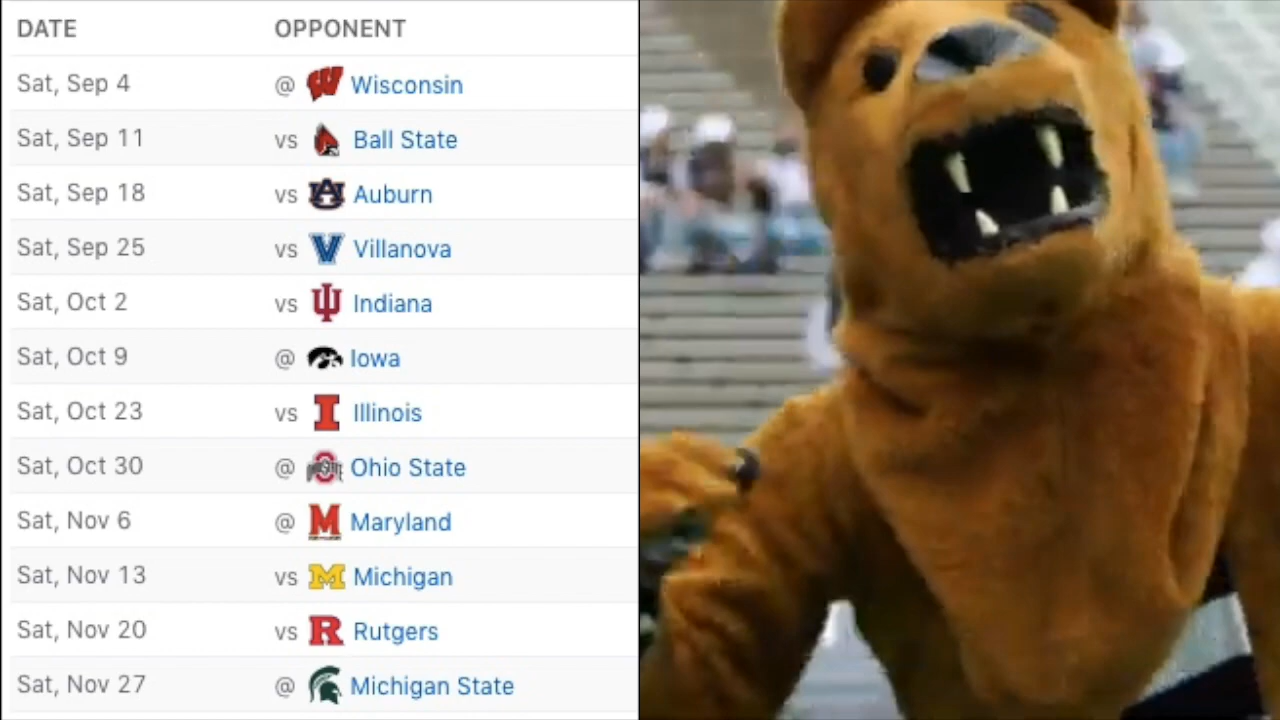 DATE OPPONENT
Sat, Sep 4 @ Wisconsin
Sat, Sep 11 vs Ball State
Sat, Sep 18 vs Auburn
Sat, Sep 25 vs Villanova
Sat, Oct 2 vs Indiana
Sat, Oct 9 @ Iowa
Sat, Oct 23 vs Illinois
Sat, Oct 30 @ Ohio State
Sat, Nov 6 @ Maryland
Sat, Nov 13 vs Michigan
Sat, Nov 20 vs Rutgers
Sat, Nov 27 @ Michigan State